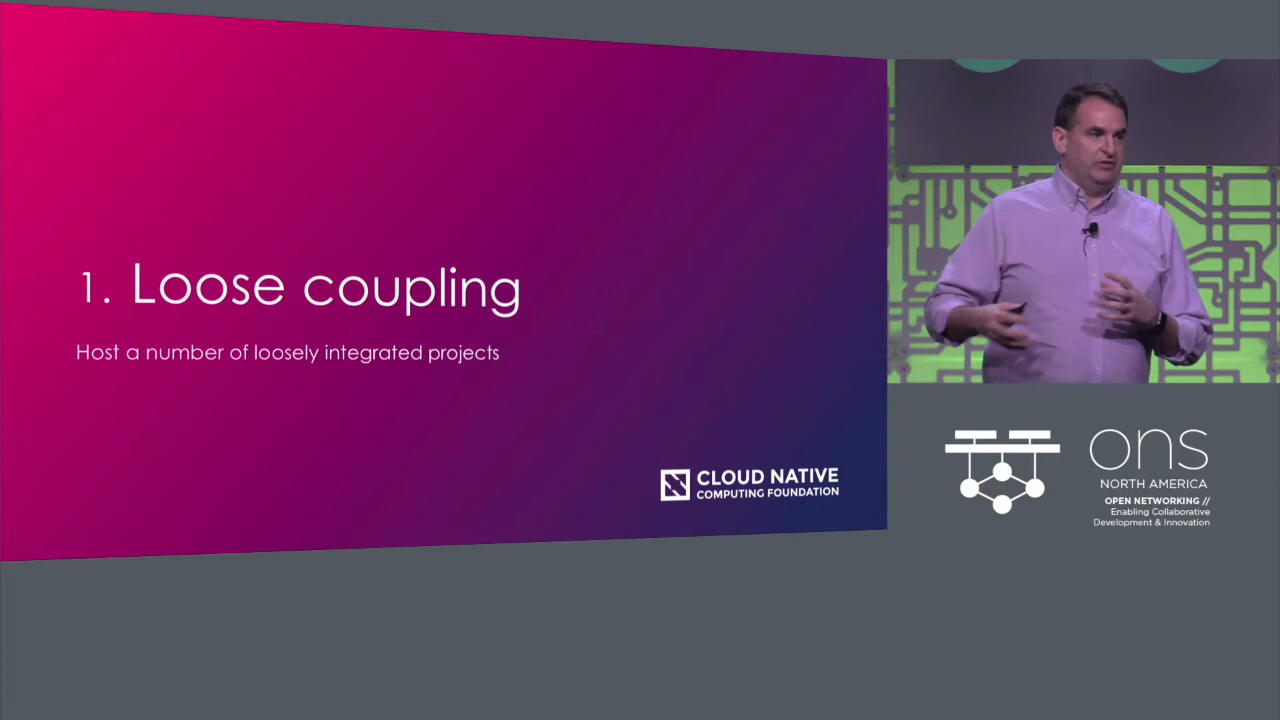 1. Loose coupling
Host a number of loosely integrated projects
CLOUD NATIVE
COMPUTING FOUNDATION
ons
NORTH AMERICA
OPEN NETWORKING //
Enabling Collaborative
Development & Innovation